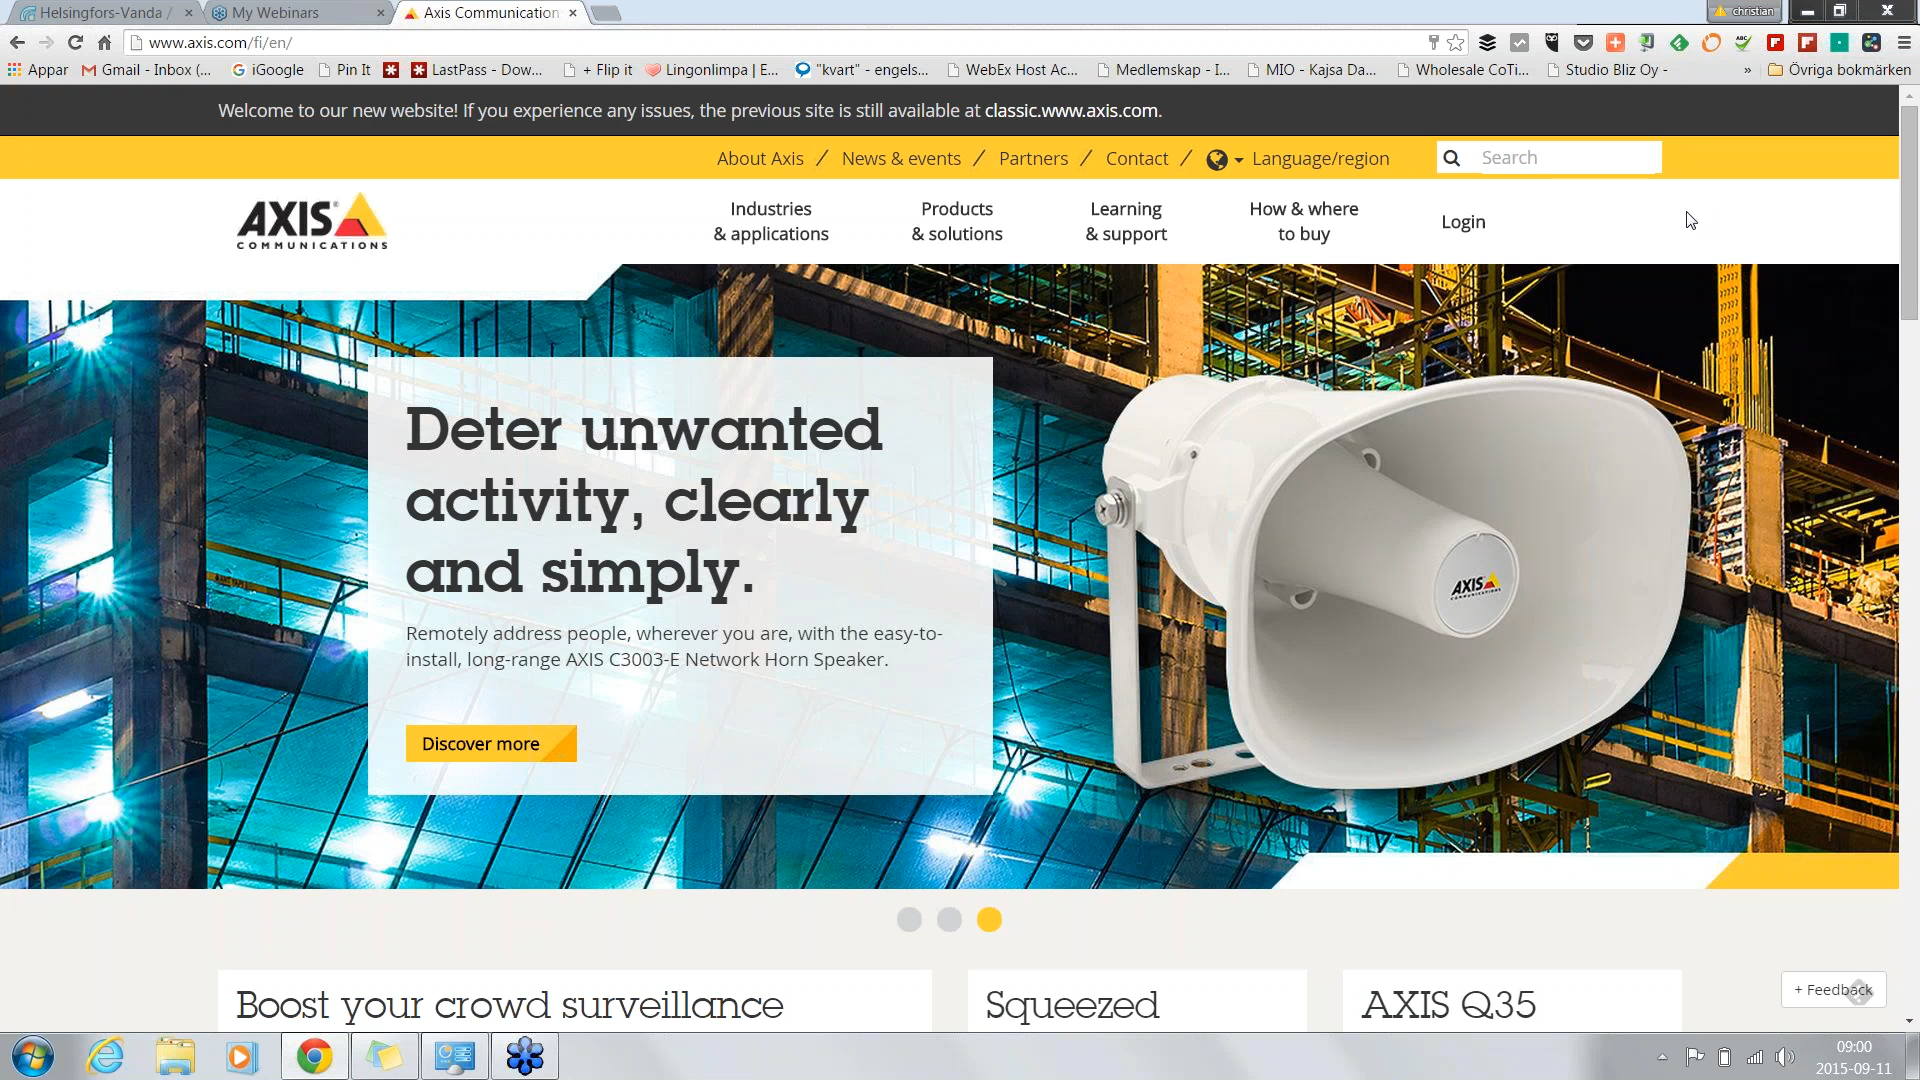 Helsingfors-Vanda /
My Webinars
Axis Communication
christian
www.axis.com/fi/en/
Appar
Gmail - Inbox (...
iGoogle
Pin It
LastPass - Dow...
+ Flip it
Lingonlimpa | E...
"kvart" - engels...
WebEx Host Ac...
Medlemskap - I...
MIO - Kajsa Da...
Wholesale CoTi...
Studio Bliz Oy -
»
Övriga bokmärken
Welcome to our new website! If you experience any issues, the previous site is still available at classic.www.axis.com.
About Axis / News & events / Partners / Contact / Language/region
Search
AXIS
COMMUNICATIONS
Industries
& applications
Products
& solutions
Learning
& support
How & where
to buy
Login
Deter unwanted
activity, clearly
and simply.
Remotely address people, wherever you are, with the easy-to-
install, long-range AXIS C3003-E Network Horn Speaker.
Discover more
AXIS
COMMUNICATIONS
Boost your crowd surveillance
Squeezed
AXIS Q35
+ Feedback
09:00
2015-09-11